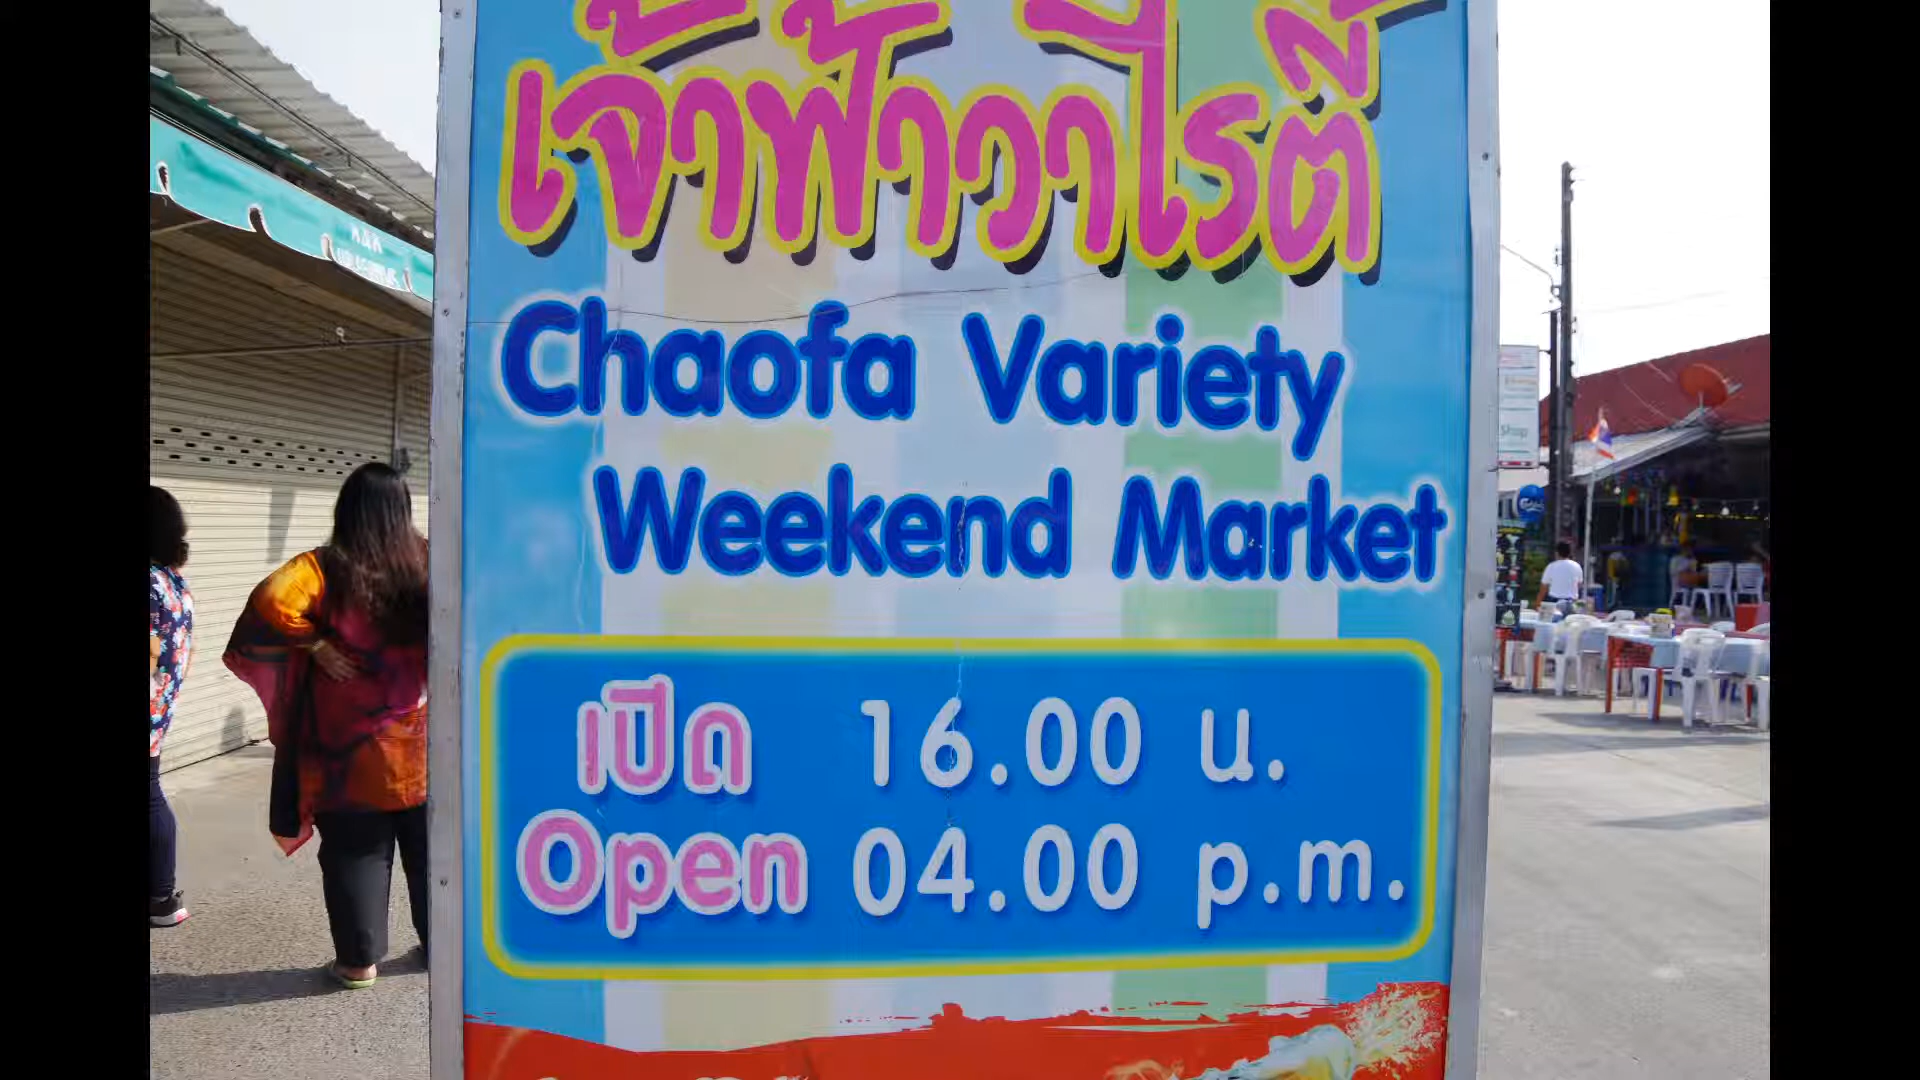 เจ้าฟ้าวาไรตี้
Chaofa Variety
Weekend Market
เปิด 16.00 น.
Open 04.00 p.m.
Shop